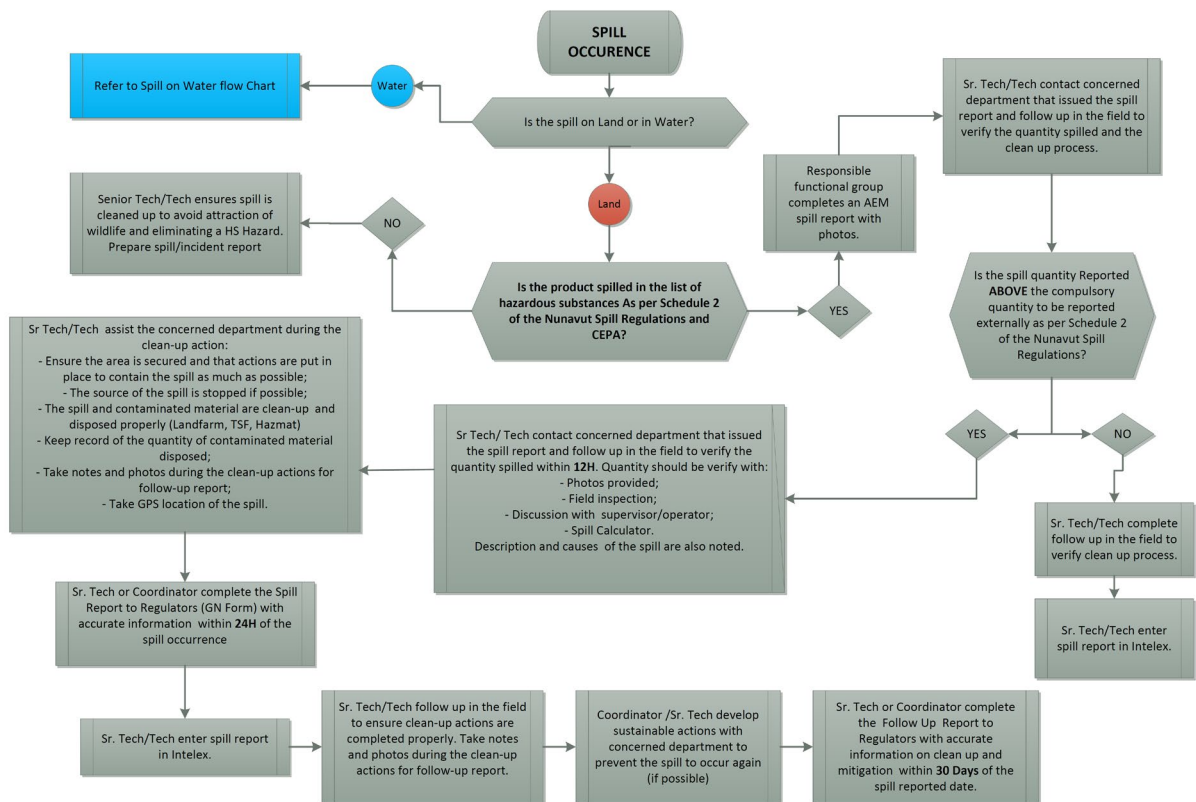 SPILL
OCCURENCE
Refer to Spill on Water flow Chart
Water
Is the spill on Land or in Water?
Land
Senior Tech/Tech ensures spill is
cleaned up to avoid attraction of
wildlife and eliminating a HS Hazard.
Prepare spill/incident report
NO
Is the product spilled in the list of
hazardous substances As per Schedule 2
of the Nunavut Spill Regulations and
CEPA?
YES
Responsible
functional group
completes an AEM
spill report with
photos.
Sr. Tech/Tech contact concerned
department that issued the spill
report and follow up in the field to
verify the quantity spilled and the
clean up process.
Is the spill quantity Reported
ABOVE the compulsory
quantity to be reported
externally as per Schedule 2
of the Nunavut Spill
Regulations?
YES
NO
Sr. Tech/Tech complete
follow up in the field to
verify clean up process.
Sr. Tech/Tech enter
spill report in Intelex.
Sr Tech/ Tech contact concerned department that issued
the spill report and follow up in the field to verify the
quantity spilled within 12H. Quantity should be verify with:
- Photos provided;
- Field inspection;
- Discussion with supervisor/operator;
- Spill Calculator.
Description and causes of the spill are also noted.
Sr Tech/Tech assist the concerned department during the
clean-up action:
- Ensure the area is secured and that actions are put in
place to contain the spill as much as possible;
- The source of the spill is stopped if possible;
- The spill and contaminated material are clean-up and
disposed properly (Landfarm, TSF, Hazmat)
- Keep record of the quantity of contaminated material
disposed;
- Take notes and photos during the clean-up actions for
follow-up report;
- Take GPS location of the spill.
Sr. Tech or Coordinator complete the Spill
Report to Regulators (GN Form) with
accurate information within 24H of the
spill occurrence
Sr. Tech/Tech enter spill report
in Intelex.
Sr. Tech/Tech follow up in the field
to ensure clean-up actions are
completed properly. Take notes
and photos during the clean-up
actions for follow-up report.
Coordinator /Sr. Tech develop
sustainable actions with
concerned department to
prevent the spill to occur again
(if possible)
Sr. Tech or Coordinator complete
the Follow Up Report to
Regulators with accurate
information on clean up and
mitigation within 30 Days of the
spill reported date.